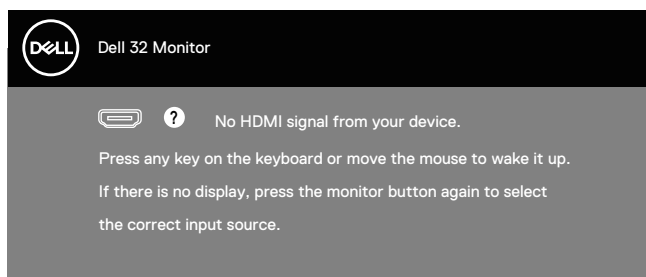 DELL
Dell 32 Monitor
? No HDMI signal from your device.
Press any key on the keyboard or move the mouse to wake it up.
If there is no display, press the monitor button again to select
the correct input source.